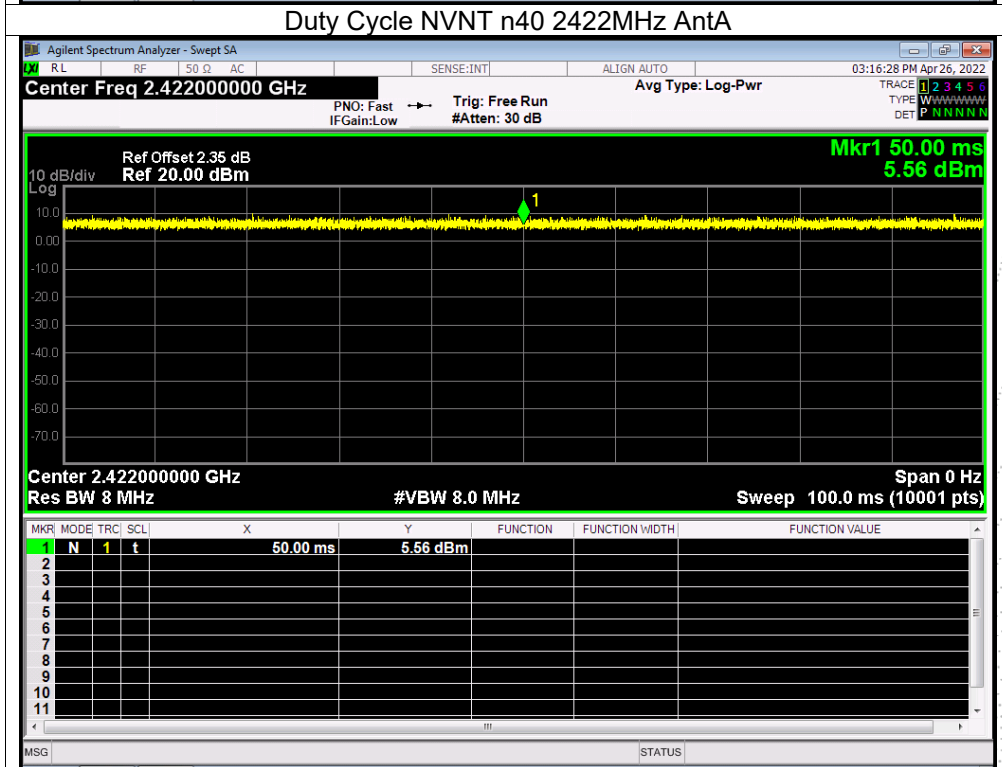 Duty Cycle NVNT n40 2422MHz AntA
Agilent Spectrum Analyzer - Swept SA
LXI RL RF 50 Ω AC SENSE:INT ALIGN AUTO 03:16:28 PM Apr 26, 2022
Center Freq 2.422000000 GHz Avg Type: Log-Pwr TRACE 1 2 3 4 5 6
PNO: Fast Trig: Free Run TYPE WWWWWW
IFGain:Low #Atten: 30 dB DET P N N N N N
Mkr1 50.00 ms
5.56 dBm
Ref Offset 2.35 dB
10 dB/div Ref 20.00 dBm
Log
1
10.0
0.00
-10.0
-20.0
-30.0
-40.0
-50.0
-60.0
-70.0
Center 2.422000000 GHz Span 0 Hz
Res BW 8 MHz #VBW 8.0 MHz Sweep 100.0 ms (10001 pts)
MKR MODE TRC SCL X Y FUNCTION FUNCTION WIDTH FUNCTION VALUE
1 N 1 t 50.00 ms 5.56 dBm
2
3
4
5
6
7
8
9
10
11
MSG STATUS